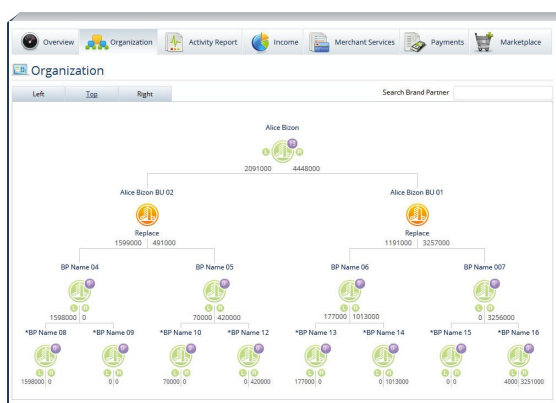 Overview Organization Activity Report Income Merchant Services Payments Marketplace
Organization
Left Top Right Search Brand Partner
Alice Bizon
L R
2091000 4448000
Alice Bizon BU 02 Alice Bizon BU 01
Replace Replace
1599000 491000 1191000 3257000
BP Name 04 BP Name 05 BP Name 06 BP Name 007
L R L R L R L R
1598000 0 70000 420000 177000 1013000 0 3256000
*BP Name 08 *BP Name 09 *BP Name 10 *BP Name 12 *BP Name 13 *BP Name 14 *BP Name 15 *BP Name 16
L R L R L R L R L R L R L R L R
1598000 0 0 0 70000 0 0 420000 177000 0 0 1013000 0 0 4000 3251000